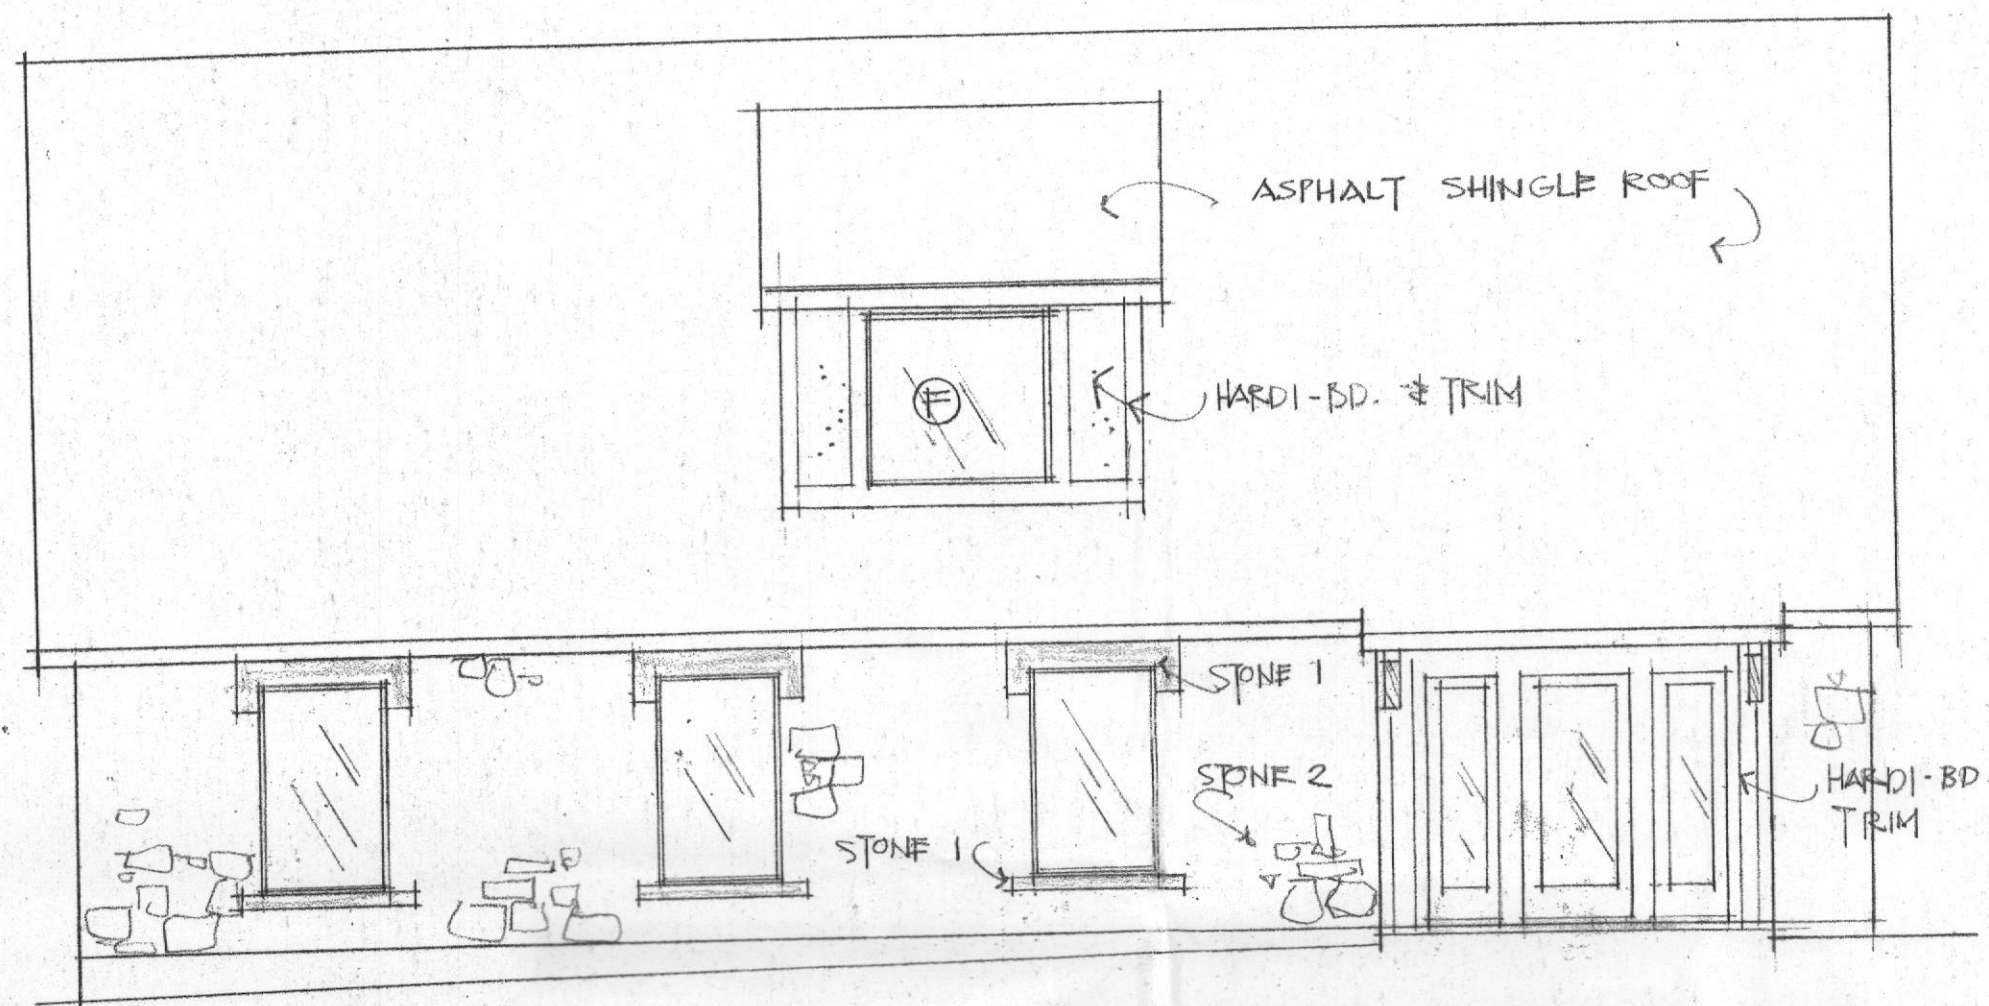 ASPHALT SHINGLE ROOF
F
HARDI-BD. & TRIM
STONE 1
STONE 2
HARDI-BD
TRIM
STONE 1